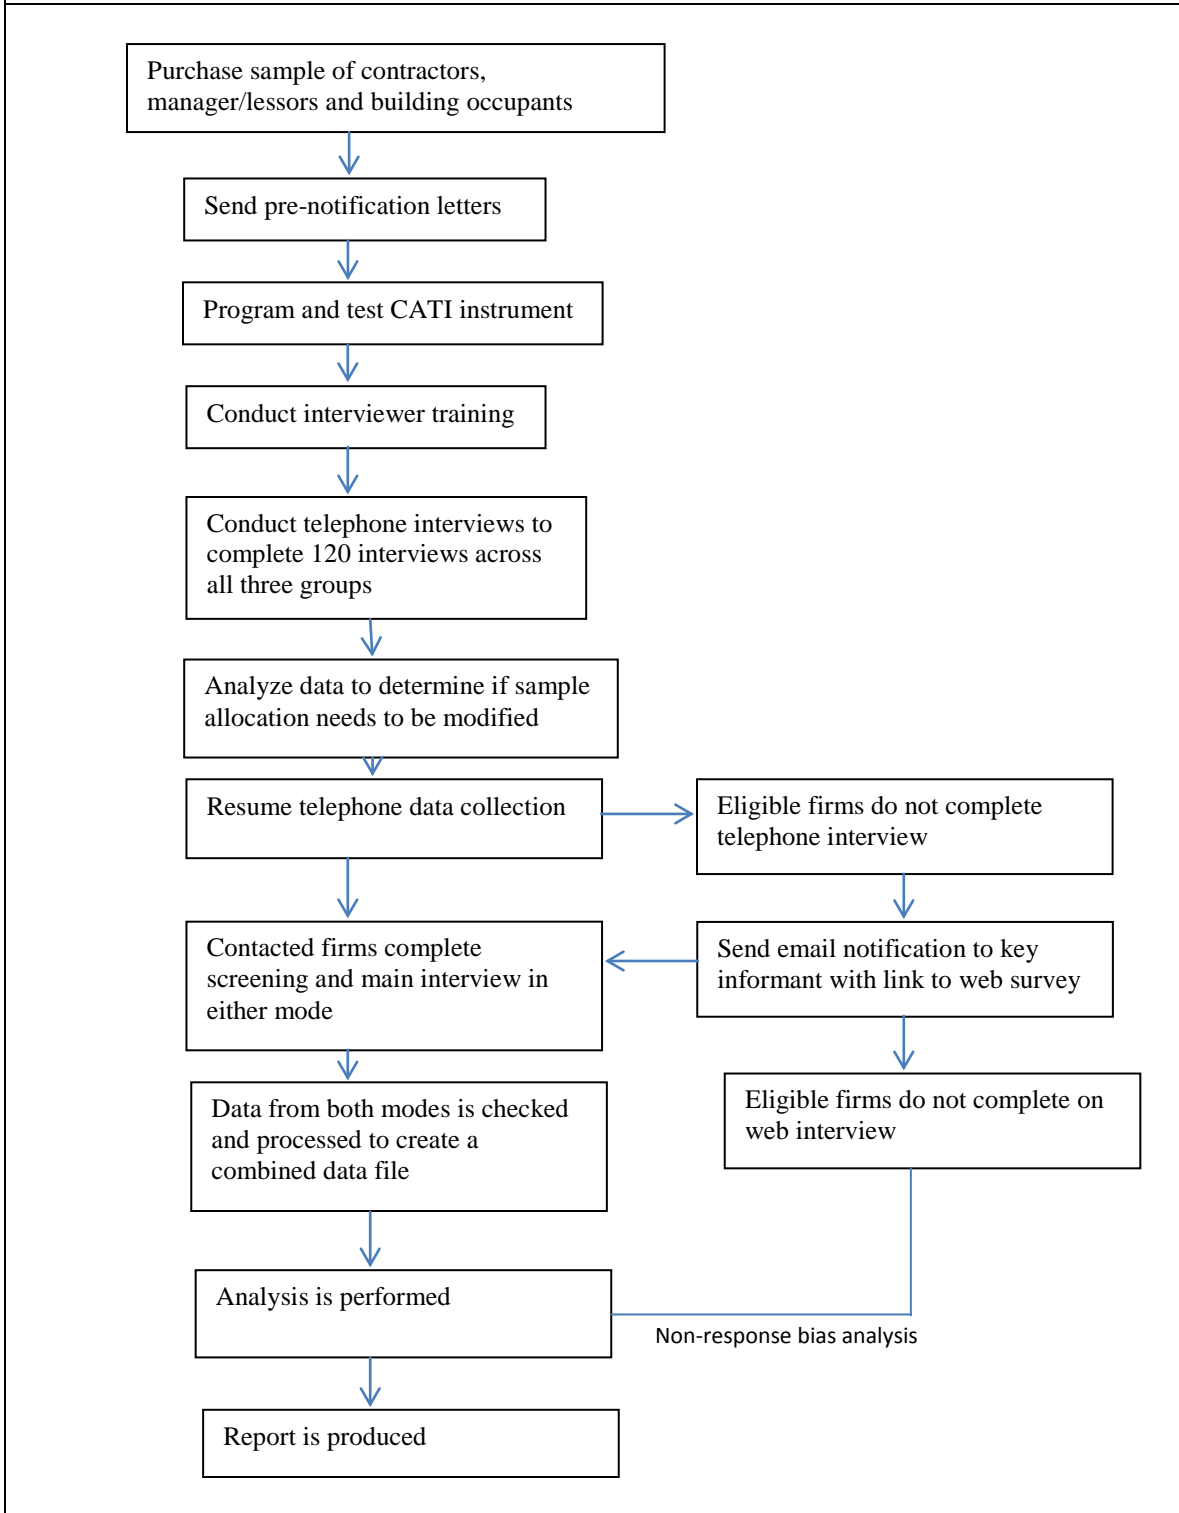 Purchase sample of contractors,
manager/lessors and building occupants
Send pre-notification letters
Program and test CATI instrument
Conduct interviewer training
Conduct telephone interviews to
complete 120 interviews across
all three groups
Analyze data to determine if sample
allocation needs to be modified
Resume telephone data collection
Eligible firms do not complete
telephone interview
Contacted firms complete
screening and main interview in
either mode
Send email notification to key
informant with link to web survey
Data from both modes is checked
and processed to create a
combined data file
Eligible firms do not complete on
web interview
Analysis is performed
Non-response bias analysis
Report is produced